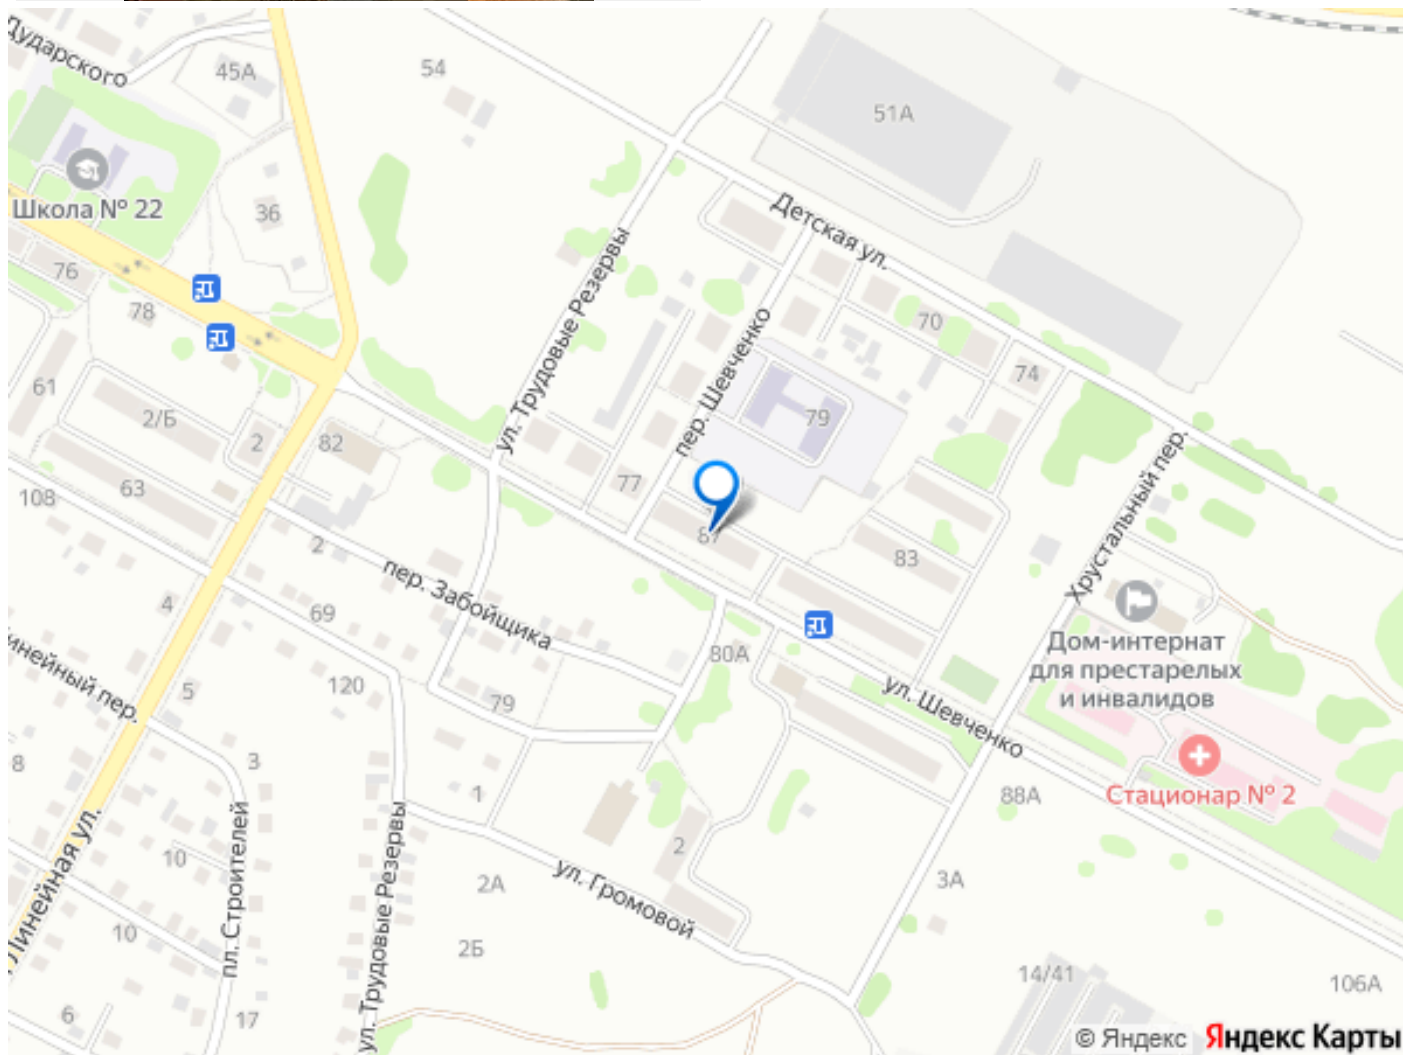 Дударского
45А
54
51А
Школа № 22
36
Детская ул.
76
78
ул. Трудовые Резервы
пер. Шевченко
70
74
61
2/Б
2
82
79
Хрустальный пер.
108
63
77
2
83
пер. Забойщика
4
69
Дом-интернат
для престарелых
и инвалидов
80А
инейный пер.
5
120
79
ул. Шевченко
8
3
1
88А
Стационар № 2
Линейная ул.
10
пл. Строителей
ул. Трудовые Резервы
2
2А
ул. Громовой
3А
10
2Б
14/41
106А
6
17
© Яндекс
Яндекс Карты